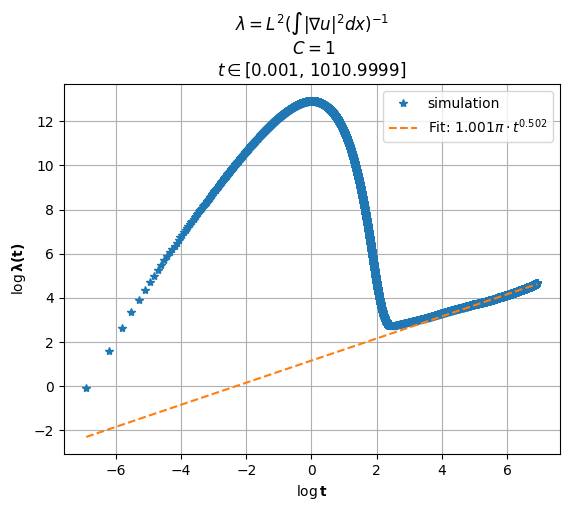 λ = L²(∫|∇u|²dx)⁻¹
C = 1
t ∈ [0.001, 1010.9999]
simulation
Fit: 1.001π · t^0.502
log λ(t)
12
10
8
6
4
2
0
−2
−6
−4
−2
0
2
4
6
log t